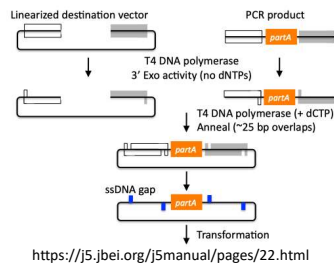 Linearized destination vector
PCR product
partA
T4 DNA polymerase
3' Exo activity (no dNTPs)
partA
T4 DNA polymerase (+ dCTP)
Anneal (~25 bp overlaps)
partA
ssDNA gap
partA
Transformation
https://j5.jbei.org/j5manual/pages/22.html